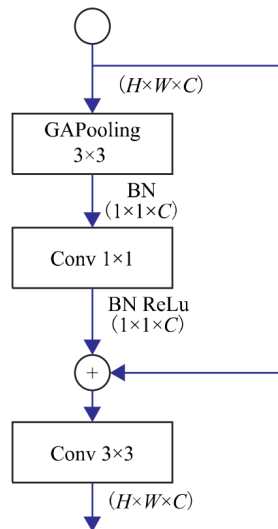 (H×W×C)
GAPooling
3×3
BN
(1×1×C)
Conv 1×1
BN ReLu
(1×1×C)
+
Conv 3×3
(H×W×C)